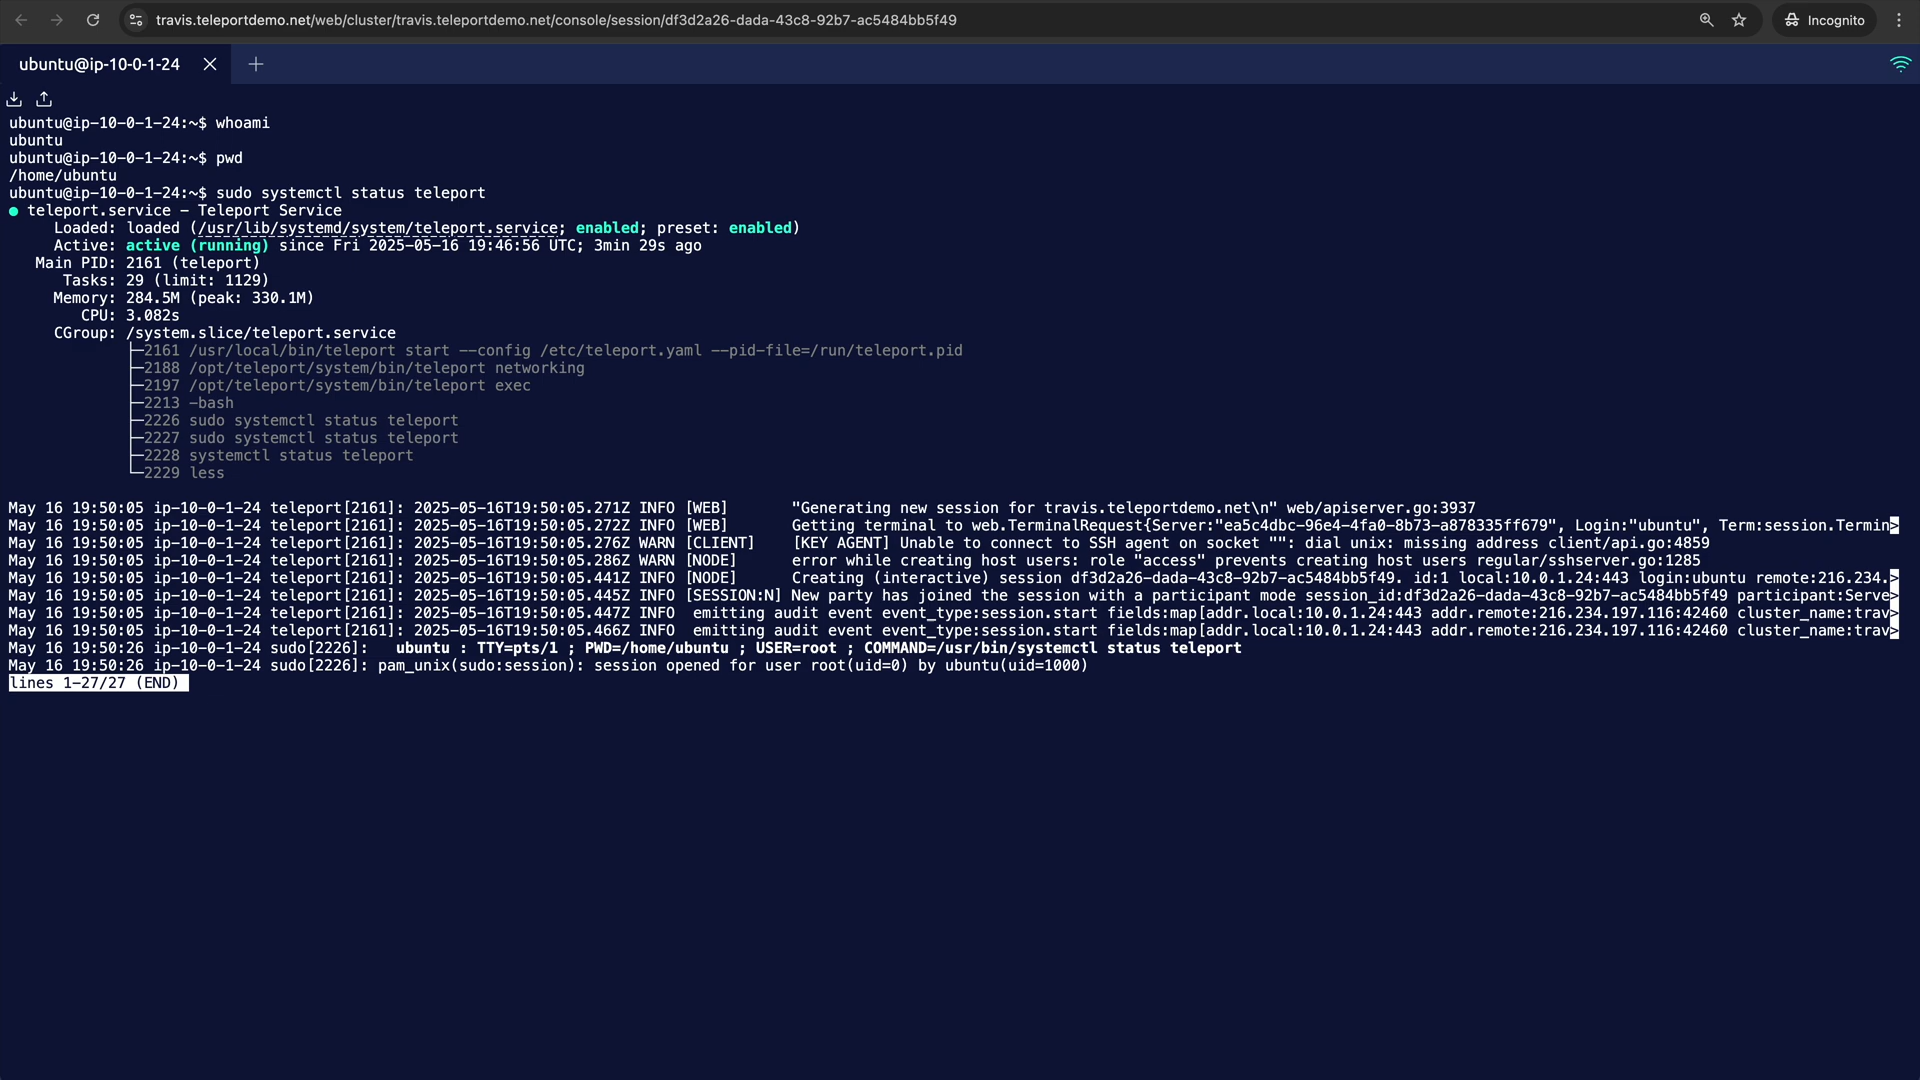 travis.teleportdemo.net/web/cluster/travis.teleportdemo.net/console/session/df3d2a26-dada-43c8-92b7-ac5484bb5f49
Incognito
ubuntu@ip-10-0-1-24
ubuntu@ip-10-0-1-24:~$ whoami
ubuntu
ubuntu@ip-10-0-1-24:~$ pwd
/home/ubuntu
ubuntu@ip-10-0-1-24:~$ sudo systemctl status teleport
● teleport.service - Teleport Service
Loaded: loaded (/usr/lib/systemd/system/teleport.service; enabled; preset: enabled)
Active: active (running) since Fri 2025-05-16 19:46:56 UTC; 3min 29s ago
Main PID: 2161 (teleport)
Tasks: 29 (limit: 1129)
Memory: 284.5M (peak: 330.1M)
CPU: 3.082s
CGroup: /system.slice/teleport.service
├─2161 /usr/local/bin/teleport start --config /etc/teleport.yaml --pid-file=/run/teleport.pid
├─2188 /opt/teleport/system/bin/teleport networking
├─2197 /opt/teleport/system/bin/teleport exec
├─2213 -bash
├─2226 sudo systemctl status teleport
├─2227 sudo systemctl status teleport
├─2228 systemctl status teleport
└─2229 less
May 16 19:50:05 ip-10-0-1-24 teleport[2161]: 2025-05-16T19:50:05.271Z INFO [WEB] "Generating new session for travis.teleportdemo.net\n" web/apiserver.go:3937
May 16 19:50:05 ip-10-0-1-24 teleport[2161]: 2025-05-16T19:50:05.272Z INFO [WEB] Getting terminal to web.TerminalRequest{Server:"ea5c4dbc-96e4-4fa0-8b73-a878335ff679", Login:"ubuntu", Term:session.Termin>
May 16 19:50:05 ip-10-0-1-24 teleport[2161]: 2025-05-16T19:50:05.276Z WARN [CLIENT] [KEY AGENT] Unable to connect to SSH agent on socket "": dial unix: missing address client/api.go:4859
May 16 19:50:05 ip-10-0-1-24 teleport[2161]: 2025-05-16T19:50:05.286Z WARN [NODE] error while creating host users: role "access" prevents creating host users regular/sshserver.go:1285
May 16 19:50:05 ip-10-0-1-24 teleport[2161]: 2025-05-16T19:50:05.441Z INFO [NODE] Creating (interactive) session df3d2a26-dada-43c8-92b7-ac5484bb5f49. id:1 local:10.0.1.24:443 login:ubuntu remote:216.234.>
May 16 19:50:05 ip-10-0-1-24 teleport[2161]: 2025-05-16T19:50:05.445Z INFO [SESSION:N] New party has joined the session with a participant mode session_id:df3d2a26-dada-43c8-92b7-ac5484bb5f49 participant:Serve>
May 16 19:50:05 ip-10-0-1-24 teleport[2161]: 2025-05-16T19:50:05.447Z INFO emitting audit event event_type:session.start fields:map[addr.local:10.0.1.24:443 addr.remote:216.234.197.116:42460 cluster_name:trav>
May 16 19:50:05 ip-10-0-1-24 teleport[2161]: 2025-05-16T19:50:05.466Z INFO emitting audit event event_type:session.start fields:map[addr.local:10.0.1.24:443 addr.remote:216.234.197.116:42460 cluster_name:trav>
May 16 19:50:26 ip-10-0-1-24 sudo[2226]: ubuntu : TTY=pts/1 ; PWD=/home/ubuntu ; USER=root ; COMMAND=/usr/bin/systemctl status teleport
May 16 19:50:26 ip-10-0-1-24 sudo[2226]: pam_unix(sudo:session): session opened for user root(uid=0) by ubuntu(uid=1000)
lines 1-27/27 (END)